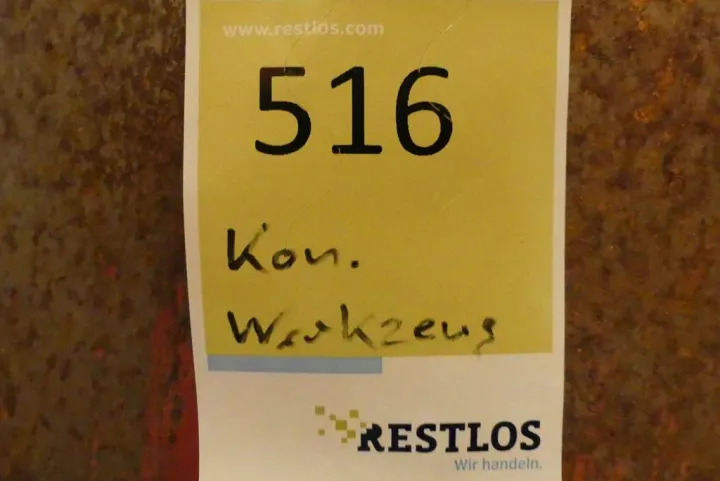 www.restlos.com
516
Kon.
Werkzeug
RESTLOS
Wir handeln.